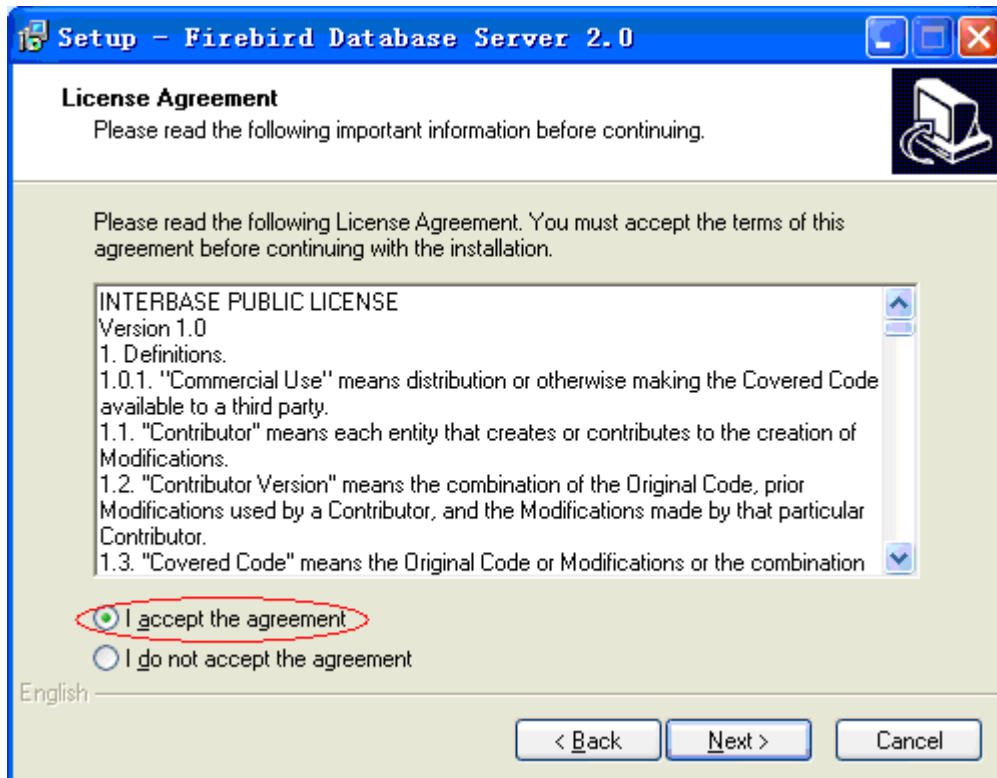 Setup - Firebird Database Server 2.0
License Agreement
Please read the following important information before continuing.
Please read the following License Agreement. You must accept the terms of this
agreement before continuing with the installation.
INTERBASE PUBLIC LICENSE
Version 1.0
1. Definitions.
1.0.1. "Commercial Use" means distribution or otherwise making the Covered Code
available to a third party.
1.1. "Contributor" means each entity that creates or contributes to the creation of
Modifications.
1.2. "Contributor Version" means the combination of the Original Code, prior
Modifications used by a Contributor, and the Modifications made by that particular
Contributor.
1.3. "Covered Code" means the Original Code or Modifications or the combination
I accept the agreement
I do not accept the agreement
English
< Back
Next >
Cancel